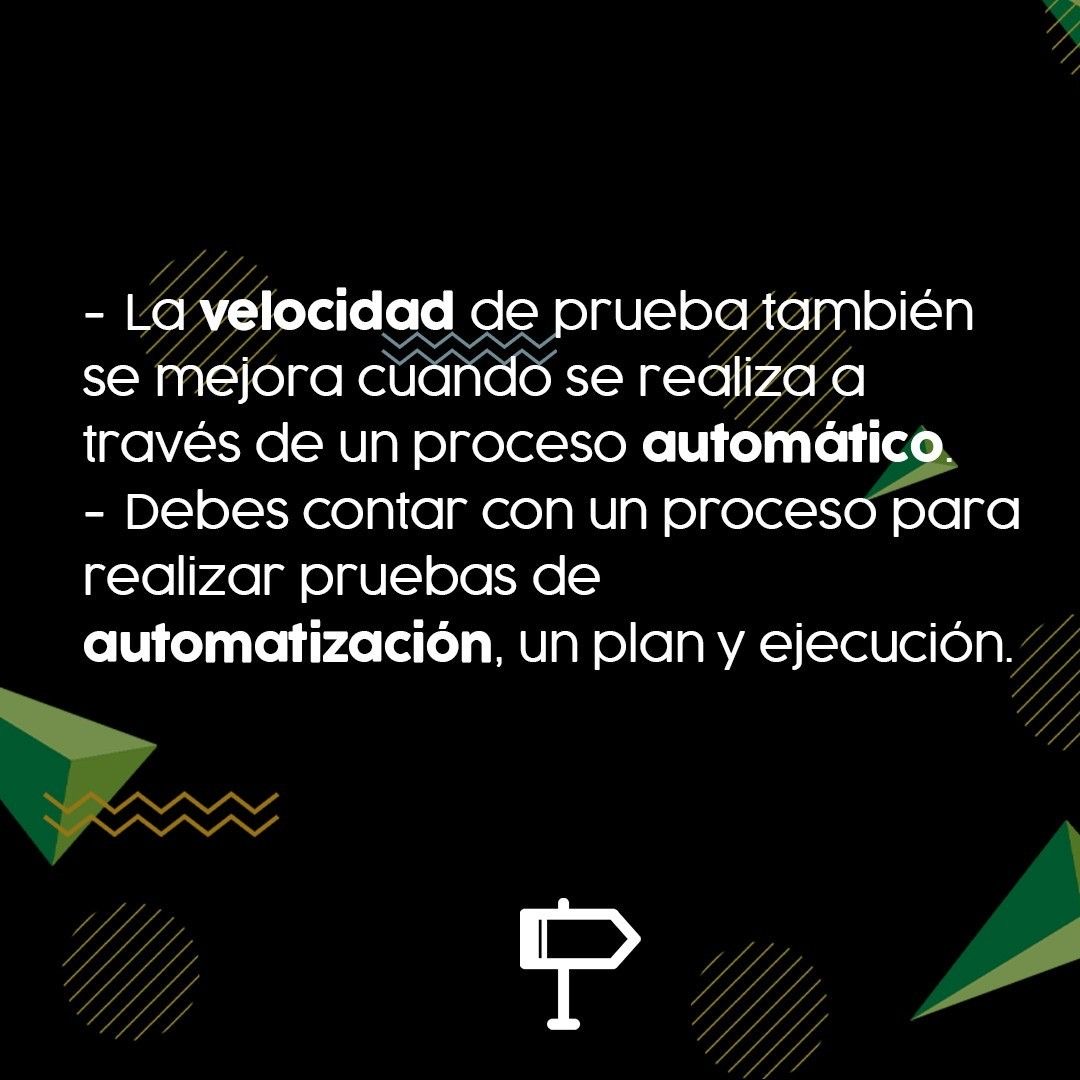 - La velocidad de prueba también
se mejora cuando se realiza a
través de un proceso automático.
- Debes contar con un proceso para
realizar pruebas de
automatización, un plan y ejecución.